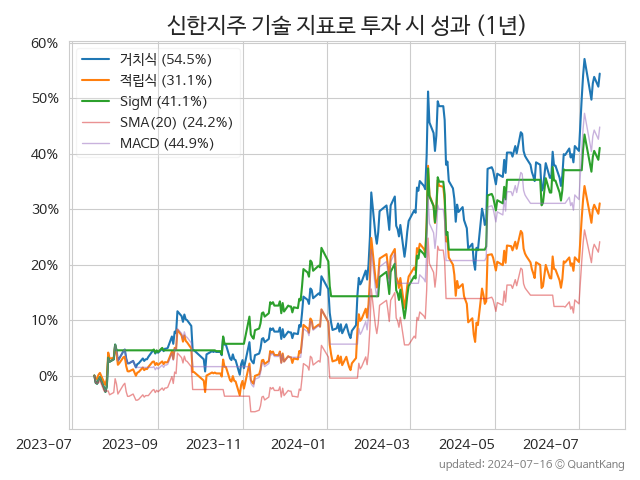 신한지주 기술 지표로 투자 시 성과 (1년)
60%
50%
40%
30%
20%
10%
0%
거치식 (54.5%)
적립식 (31.1%)
SigM (41.1%)
SMA(20) (24.2%)
MACD (44.9%)
2023-07 2023-09 2023-11 2024-01 2024-03 2024-05 2024-07
updated: 2024-07-16 © QuantKang